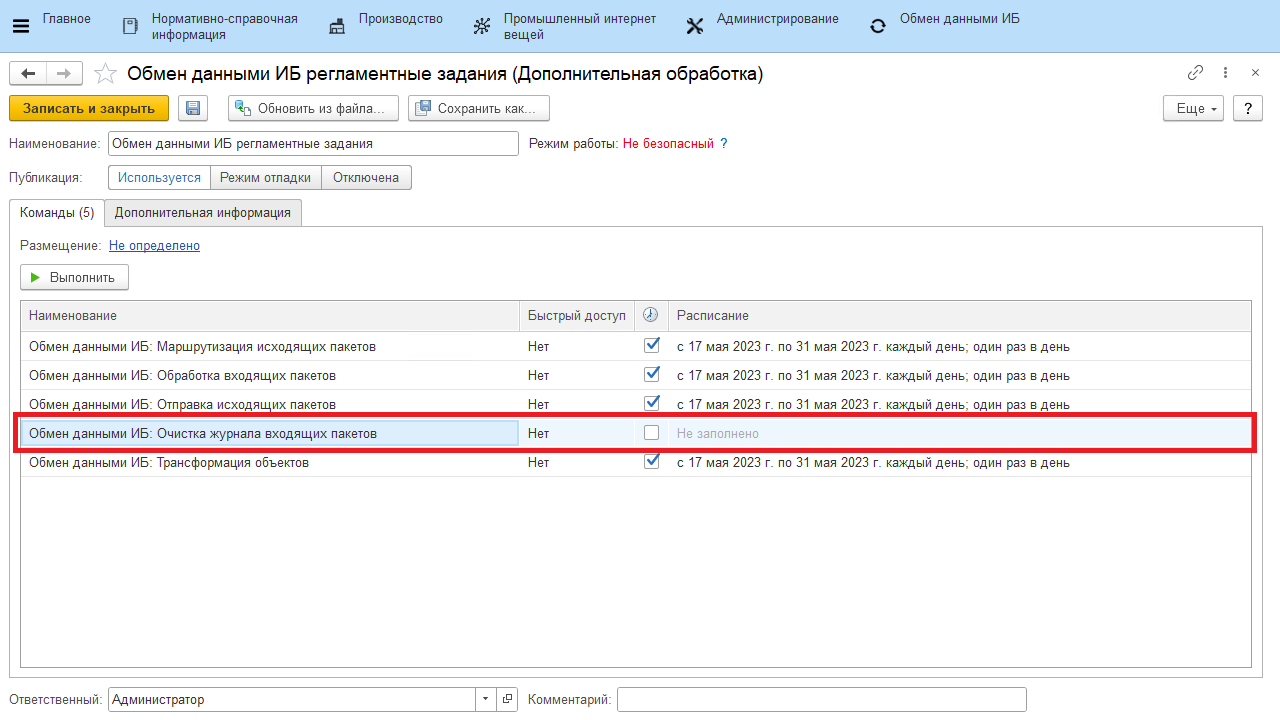 Главное
Нормативно-справочная
информация
Производство
Промышленный интернет
вещей
Администрирование
Обмен данными ИБ
Обмен данными ИБ регламентные задания (Дополнительная обработка)
Записать и закрыть
Обновить из файла...
Сохранить как...
Еще
?
Наименование: Обмен данными ИБ регламентные задания Режим работы: Не безопасный ?
Публикация: Используется Режим отладки Отключена
Команды (5) Дополнительная информация
Размещение: Не определено
Выполнить
Наименование Быстрый доступ Расписание
Обмен данными ИБ: Маршрутизация исходящих пакетов Нет с 17 мая 2023 г. по 31 мая 2023 г. каждый день; один раз в день
Обмен данными ИБ: Обработка входящих пакетов Нет с 17 мая 2023 г. по 31 мая 2023 г. каждый день; один раз в день
Обмен данными ИБ: Отправка исходящих пакетов Нет с 17 мая 2023 г. по 31 мая 2023 г. каждый день; один раз в день
Обмен данными ИБ: Очистка журнала входящих пакетов Нет Не заполнено
Обмен данными ИБ: Трансформация объектов Нет с 17 мая 2023 г. по 31 мая 2023 г. каждый день; один раз в день
Ответственный: Администратор Комментарий: